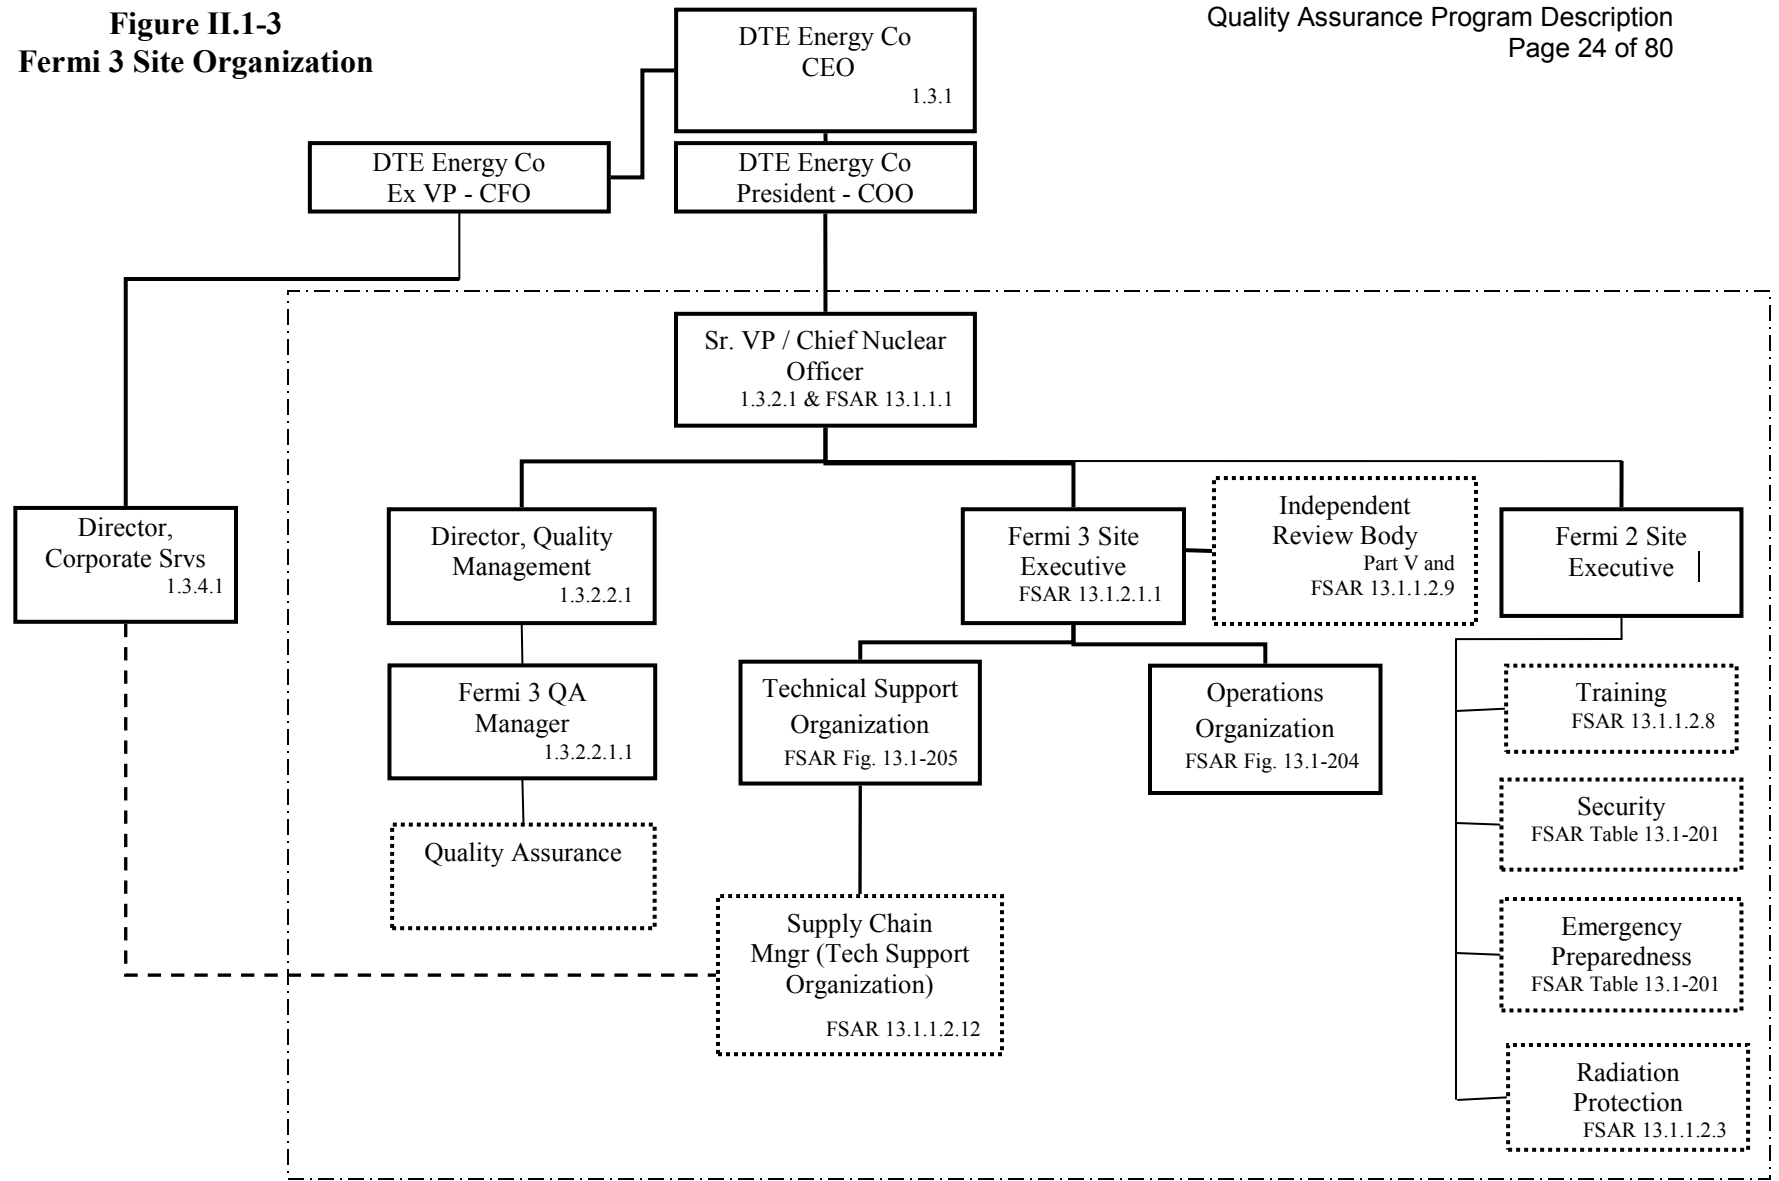 Figure II.1-3
Fermi 3 Site Organization
Quality Assurance Program Description
Page 24 of 80
DTE Energy Co
CEO
1.3.1
DTE Energy Co
Ex VP - CFO
DTE Energy Co
President - COO
Sr. VP / Chief Nuclear
Officer
1.3.2.1 & FSAR 13.1.1.1
Director,
Corporate Srvs
1.3.4.1
Director, Quality
Management
1.3.2.2.1
Fermi 3 Site
Executive
FSAR 13.1.2.1.1
Independent
Review Body
Part V and
FSAR 13.1.1.2.9
Fermi 2 Site
Executive
Fermi 3 QA
Manager
1.3.2.2.1.1
Technical Support
Organization
FSAR Fig. 13.1-205
Operations
Organization
FSAR Fig. 13.1-204
Training
FSAR 13.1.1.2.8
Security
FSAR Table 13.1-201
Quality Assurance
Supply Chain
Mngr (Tech Support
Organization)
FSAR 13.1.1.2.12
Emergency
Preparedness
FSAR Table 13.1-201
Radiation
Protection
FSAR 13.1.1.2.3